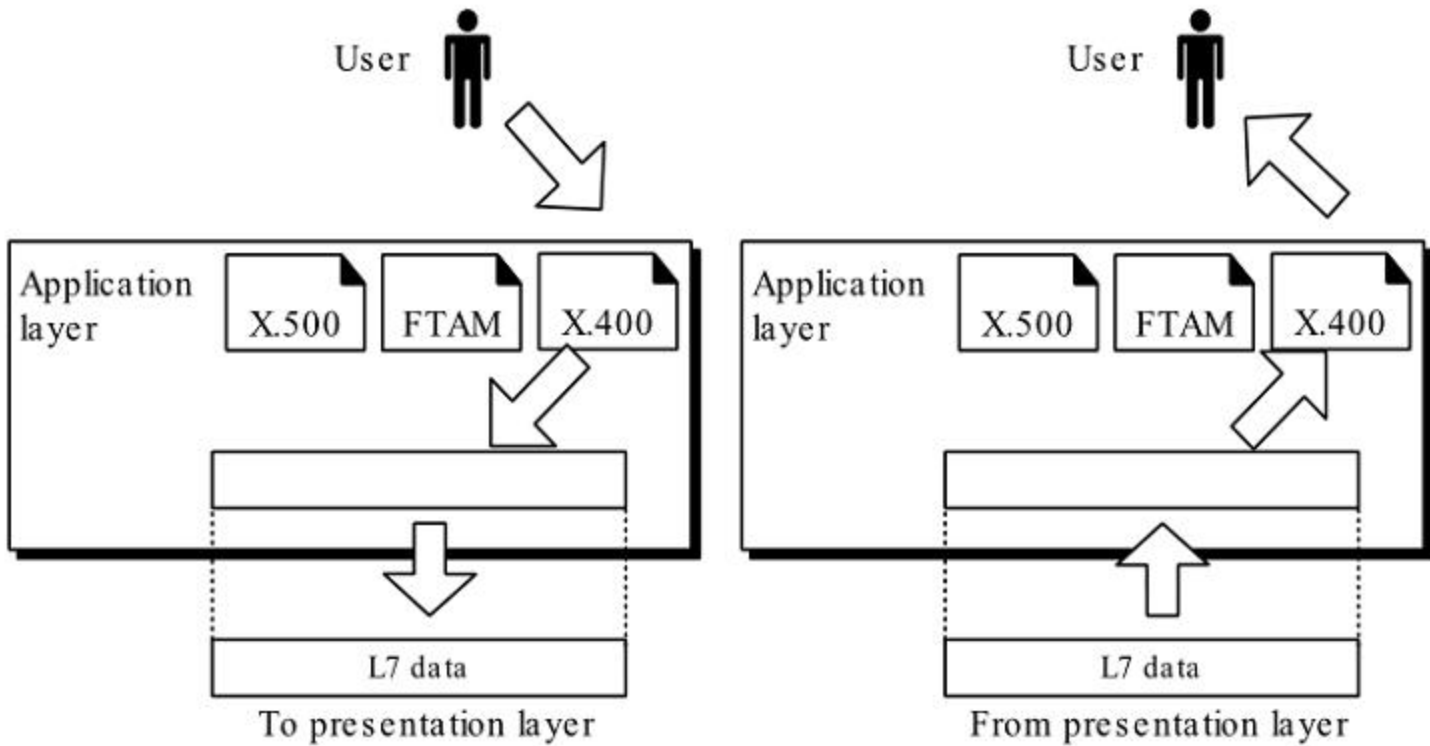 User
Application
layer
X.500
FTAM
X.400
L7 data
To presentation layer
User
Application
layer
X.500
FTAM
X.400
L7 data
From presentation layer